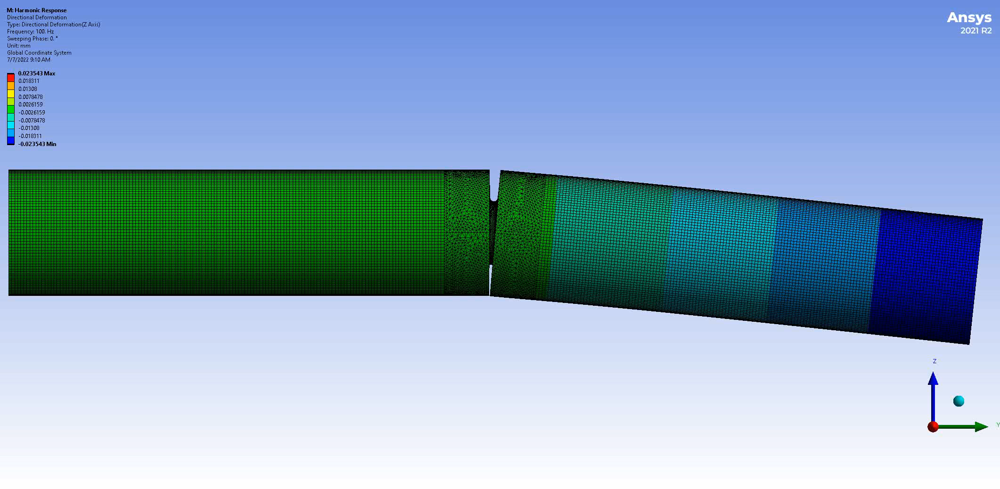 M: Harmonic Response
Directional Deformation
Type: Directional Deformation(Z Axis)
Frequency: 100. Hz
Sweeping Phase: 0. °
Unit: mm
Global Coordinate System
7/7/2022 9:10 AM
0.023543 Max
0.018311
0.01308
0.0078478
0.0026159
-0.0026159
-0.0078478
-0.01308
-0.018311
-0.023543 Min
Ansys
2021 R2
Z
Y